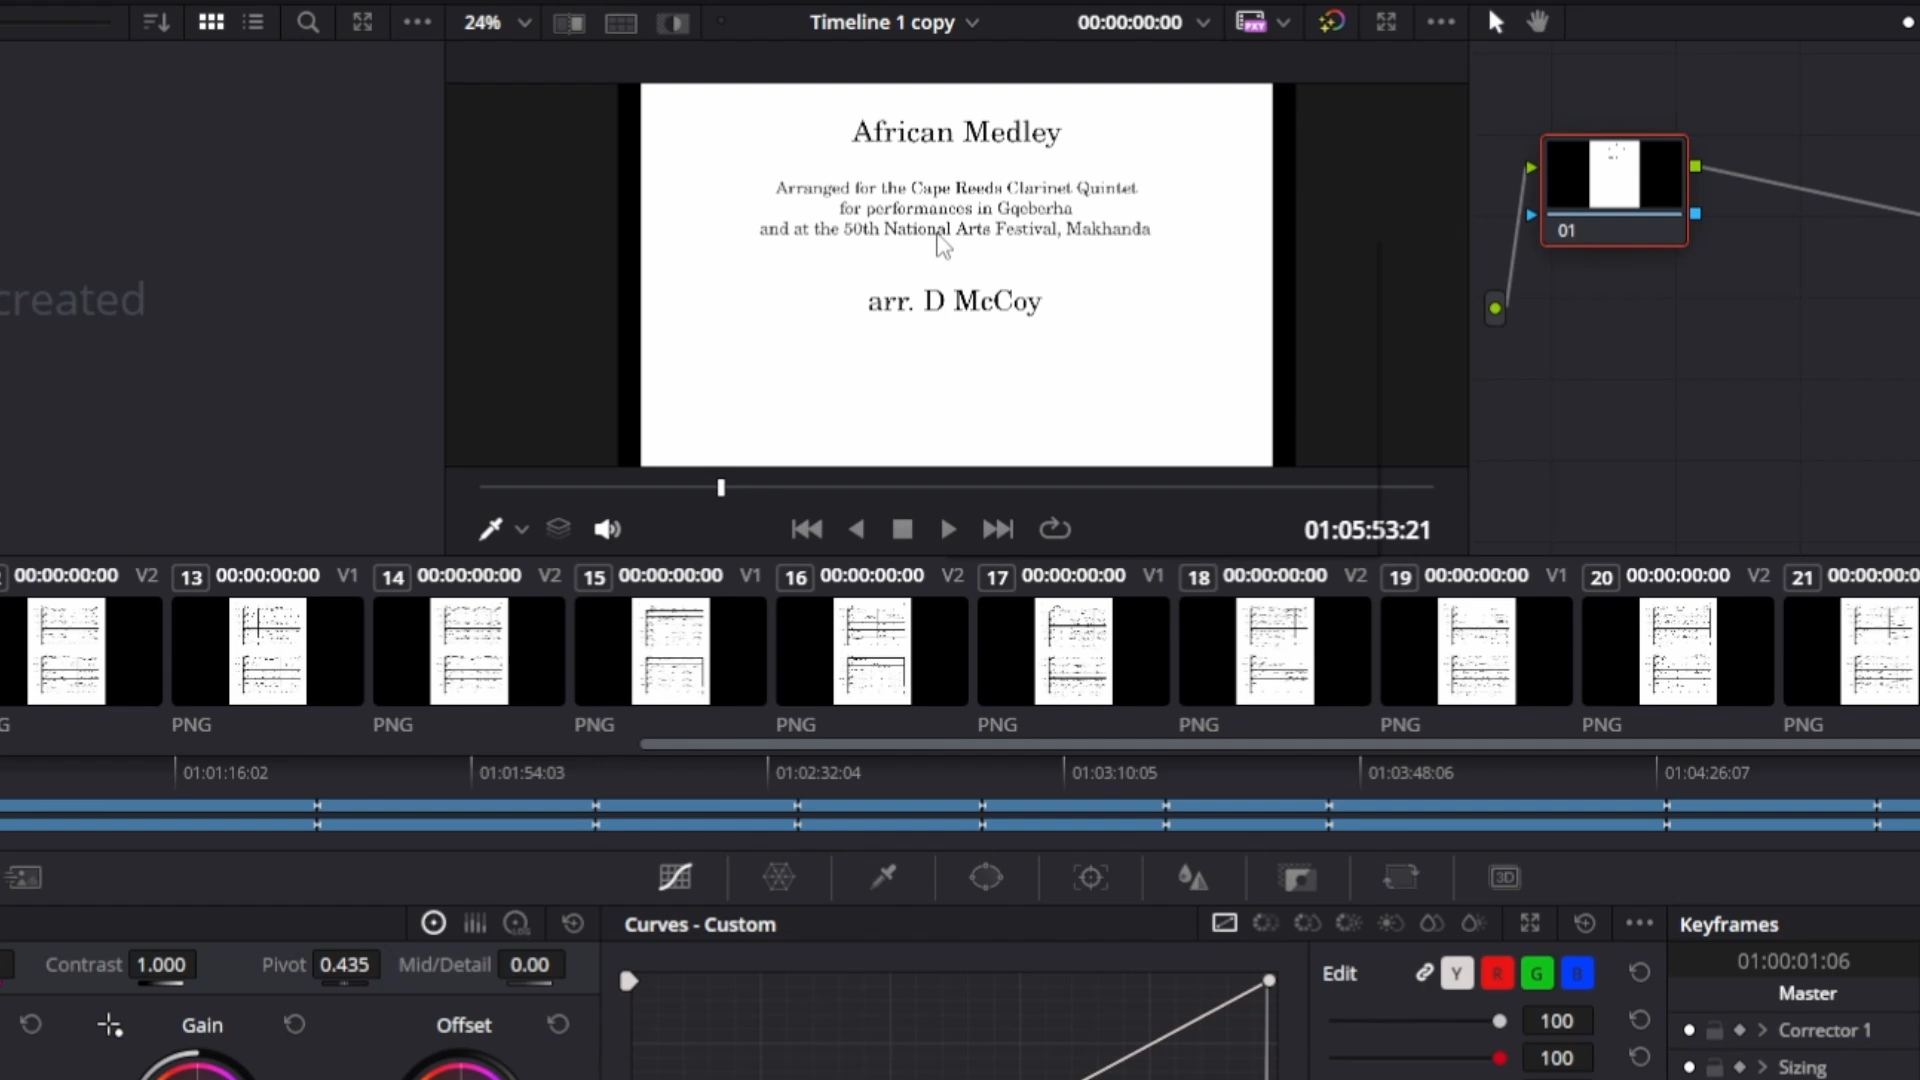 24%
Timeline 1 copy
00:00:00:00
PXY
African Medley
Arranged for the Cape Reeds Clarinet Quintet
for performances in Gqeberha
and at the 50th National Arts Festival, Makhanda
arr. D McCoy
01
created
01:05:53:21
00:00:00:00 V2 13 00:00:00:00 V1 14 00:00:00:00 V2 15 00:00:00:00 V1 16 00:00:00:00 V2 17 00:00:00:00 V1 18 00:00:00:00 V2 19 00:00:00:00 V1 20 00:00:00:00 V2 21 00:00:00:0
G PNG PNG PNG PNG PNG PNG PNG PNG PNG
01:01:16:02 01:01:54:03 01:02:32:04 01:03:10:05 01:03:48:06 01:04:26:07
3D
LOG
Curves - Custom
Keyframes
Contrast 1.000 Pivot 0.435 Mid/Detail 0.00
Edit Y R G B
01:00:01:06
Master
Gain Offset
100
Corrector 1
100
Sizing